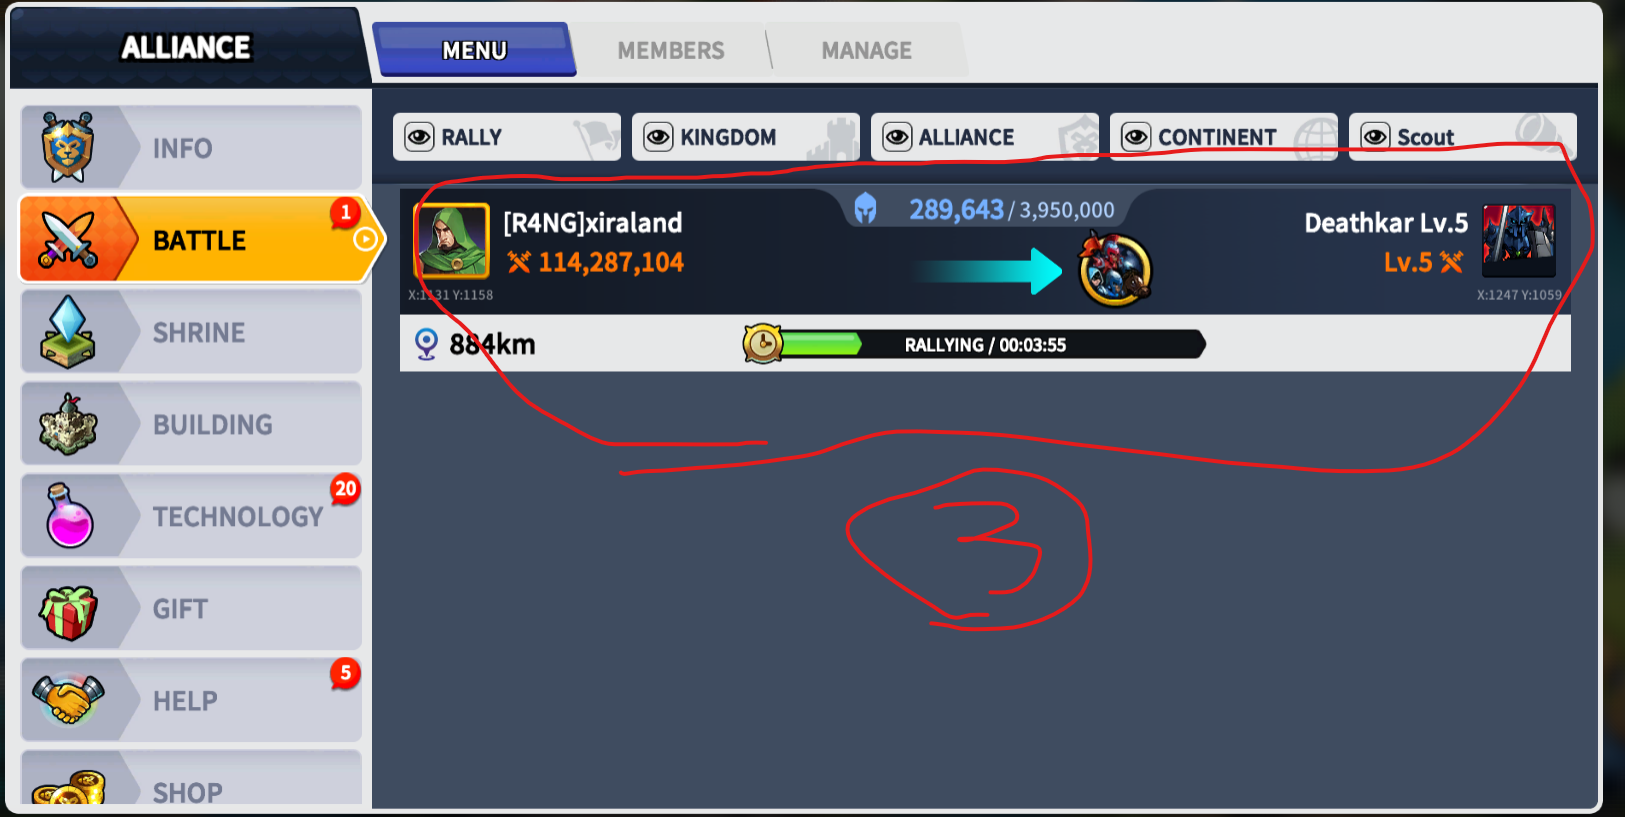 ALLIANCE
MENU
MEMBERS
MANAGE
INFO
BATTLE
1
SHRINE
BUILDING
TECHNOLOGY
20
GIFT
HELP
5
SHOP
RALLY
KINGDOM
ALLIANCE
CONTINENT
Scout
[R4NG]xiraland
114,287,104
X:1131 Y:1158
289,643/3,950,000
Deathkar Lv.5
Lv.5
X:1247 Y:1059
884km
RALLYING / 00:03:55
3